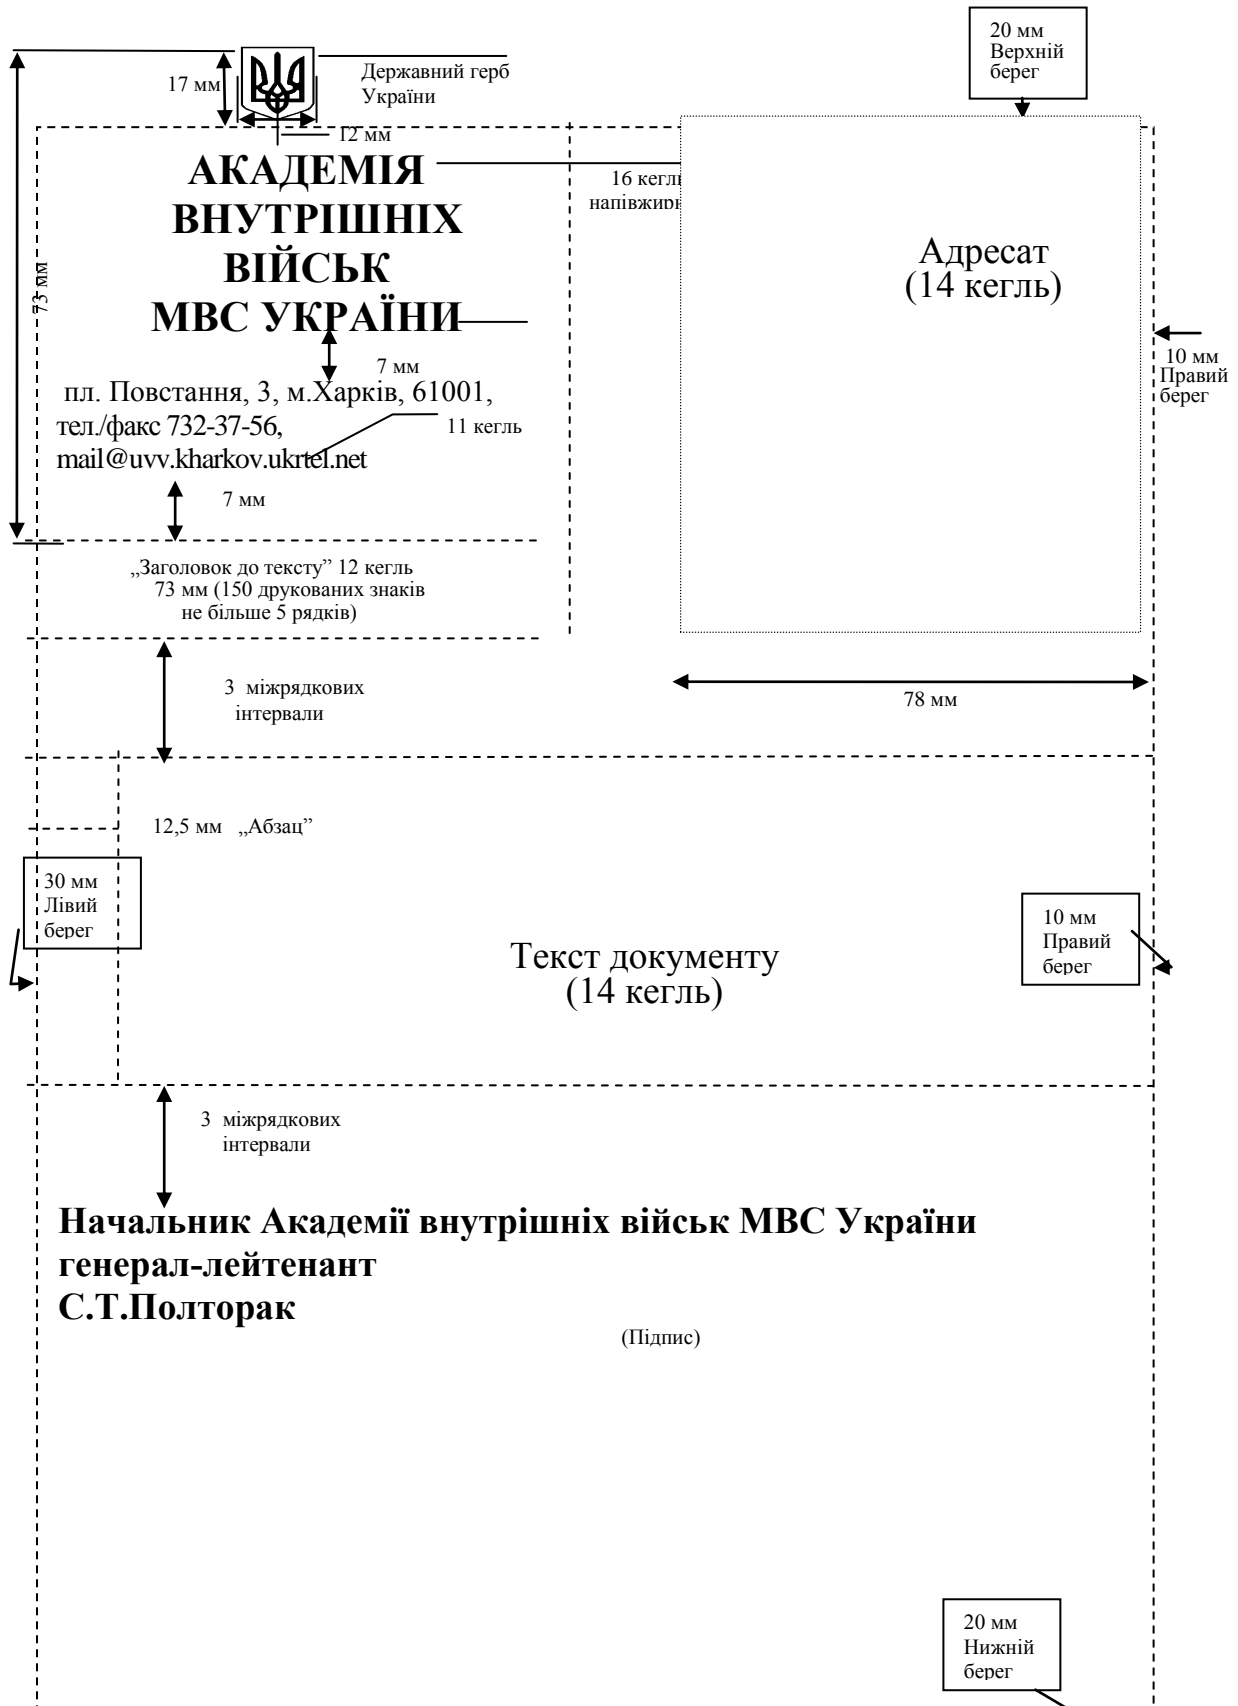 20 мм
Верхній
берег
17 мм
Державний герб
України
12 мм
АКАДЕМІЯ
ВНУТРІШНІХ
ВІЙСЬК
МВС УКРАЇНИ
16 кегль
напівжирн
73 мм
Адресат
(14 кегль)
7 мм
10 мм
Правий
берег
пл. Повстання, 3, м.Харків, 61001,
тел./факс 732-37-56,
11 кегль
mail@uvv.kharkov.ukrtel.net
7 мм
„Заголовок до тексту” 12 кегль
73 мм (150 друкованих знаків
не більше 5 рядків)
3 міжрядкових
інтервали
78 мм
12,5 мм „Абзац”
30 мм
Лівий
берег
10 мм
Правий
берег
Текст документу
(14 кегль)
3 міжрядкових
інтервали
Начальник Академії внутрішніх військ МВС України
генерал-лейтенант
С.Т.Полторак
(Підпис)
20 мм
Нижній
берег